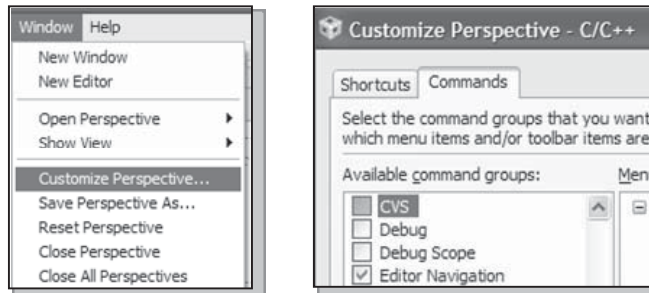 Window Help
New Window
New Editor
Open Perspective
Show View
Customize Perspective...
Save Perspective As...
Reset Perspective
Close Perspective
Close All Perspectives
Customize Perspective - C/C++
Shortcuts Commands
Select the command groups that you want
which menu items and/or toolbar items are
Available command groups: Menu
CVS
Debug
Debug Scope
Editor Navigation